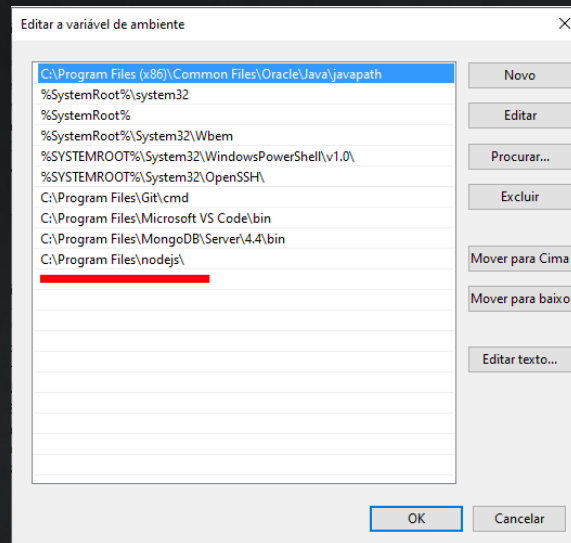 Editar a variável de ambiente
C:\Program Files (x86)\Common Files\Oracle\Java\javapath
%SystemRoot%\system32
%SystemRoot%
%SystemRoot%\System32\Wbem
%SYSTEMROOT%\System32\WindowsPowerShell\v1.0\
%SYSTEMROOT%\System32\OpenSSH\
C:\Program Files\Git\cmd
C:\Program Files\Microsoft VS Code\bin
C:\Program Files\MongoDB\Server\4.4\bin
C:\Program Files\nodejs\
Novo
Editar
Procurar...
Excluir
Mover para Cima
Mover para baixo
Editar texto...
OK
Cancelar